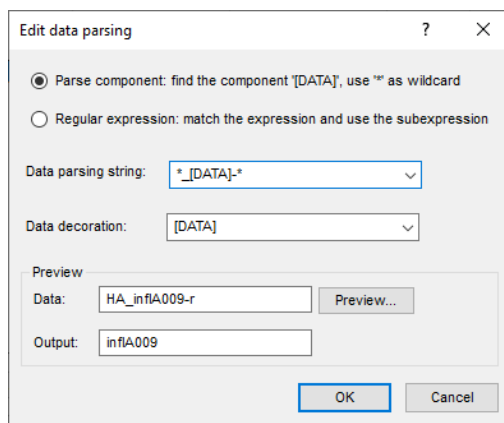 Edit data parsing
?
Parse component: find the component '[DATA]', use '*' as wildcard
Regular expression: match the expression and use the subexpression
Data parsing string: *_[DATA]-*
Data decoration: [DATA]
Preview
Data: HA_inflA009-r Preview...
Output: inflA009
OK Cancel